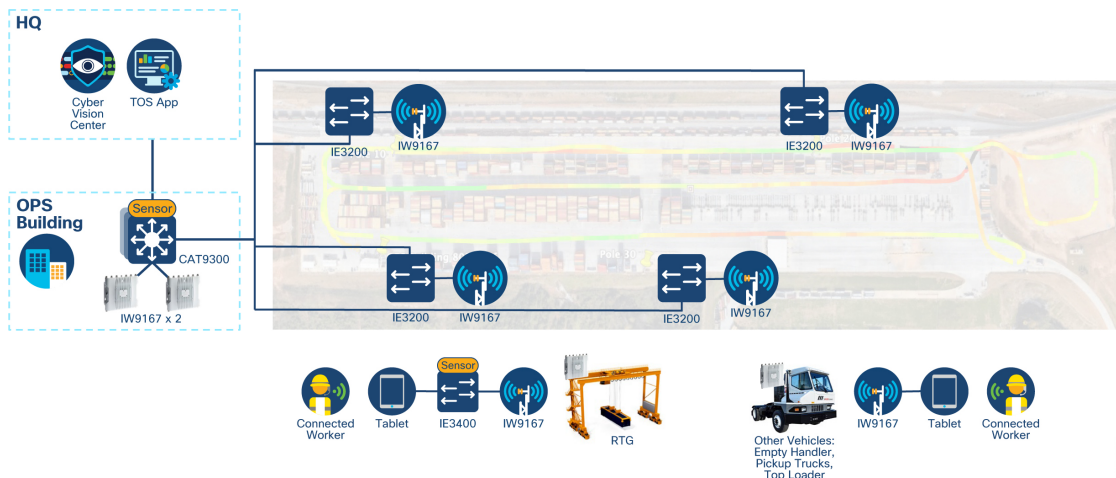 HQ
Cyber
Vision
Center
TOS App
IE3200
IW9167
IE3200
IW9167
OPS
Building
Sensor
CAT9300
IW9167 x 2
IE3200
IW9167
Pole 30
IE3200
IW9167
Connected
Worker
Tablet
Sensor
IE3400
IW9167
RTG
Other Vehicles:
Empty Handler,
Pickup Trucks,
Top Loader
IW9167
Tablet
Connected
Worker